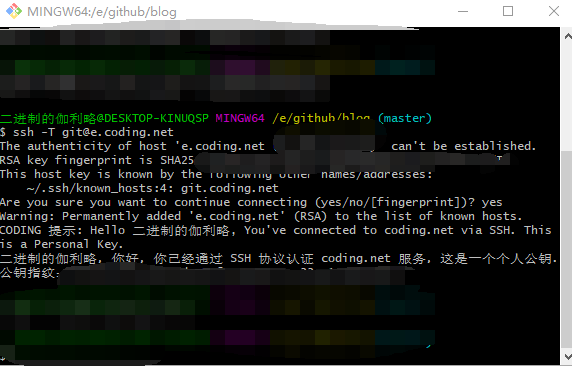 MINGW64:/e/github/blog
二进制的伽利略@DESKTOP-KINUQSP MINGW64 /e/github/blog (master)
$ ssh -T git@e.coding.net
The authenticity of host 'e.coding.net ( can't be established.
RSA key fingerprint is SHA25
This host key is known by the following other names/addresses:
~/.ssh/known_hosts:4: git.coding.net
Are you sure you want to continue connecting (yes/no/[fingerprint])? yes
Warning: Permanently added 'e.coding.net' (RSA) to the list of known hosts.
CODING 提示: Hello 二进制的伽利略, You've connected to coding.net via SSH. This
is a Personal Key.
二进制的伽利略, 你好, 你已经通过 SSH 协议认证 coding.net 服务, 这是一个个人公钥.
公钥指纹: